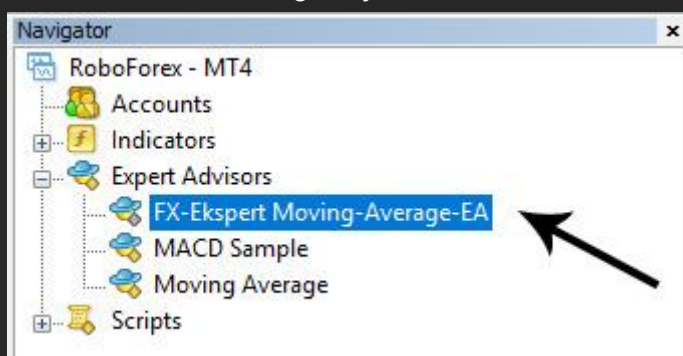 Navigator
RoboForex - MT4
Accounts
Indicators
Expert Advisors
FX-Ekspert Moving-Average-EA
MACD Sample
Moving Average
Scripts